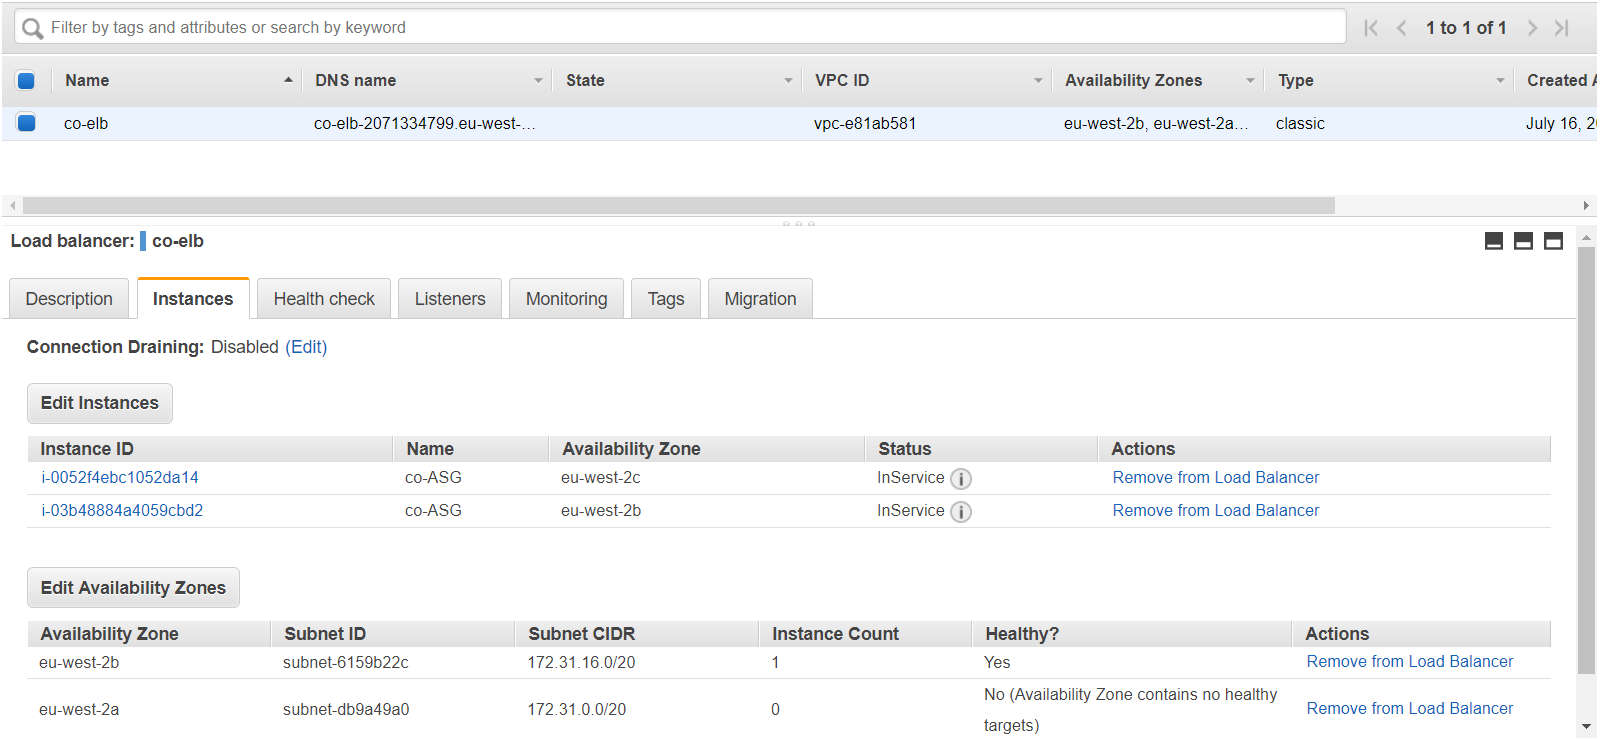 Filter by tags and attributes or search by keyword 1 to 1 of 1
Name DNS name State VPC ID Availability Zones Type Created A
co-elb co-elb-2071334799.eu-west-... vpc-e81ab581 eu-west-2b, eu-west-2a... classic July 16, 2
Load balancer: co-elb
Description Instances Health check Listeners Monitoring Tags Migration
Connection Draining: Disabled (Edit)
Edit Instances
Instance ID Name Availability Zone Status Actions
i-0052f4ebc1052da14 co-ASG eu-west-2c InService Remove from Load Balancer
i-03b48884a4059cbd2 co-ASG eu-west-2b InService Remove from Load Balancer
Edit Availability Zones
Availability Zone Subnet ID Subnet CIDR Instance Count Healthy? Actions
eu-west-2b subnet-6159b22c 172.31.16.0/20 1 Yes Remove from Load Balancer
eu-west-2a subnet-db9a49a0 172.31.0.0/20 0 No (Availability Zone contains no healthy Remove from Load Balancer
targets)